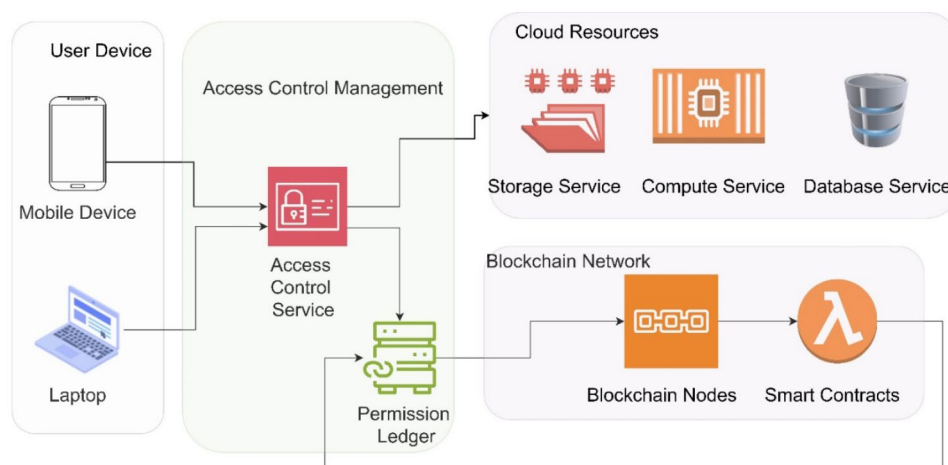 User Device
Mobile Device
Laptop
Access Control Management
Access
Control
Service
Permission
Ledger
Cloud Resources
Storage Service
Compute Service
Database Service
Blockchain Network
Blockchain Nodes
Smart Contracts